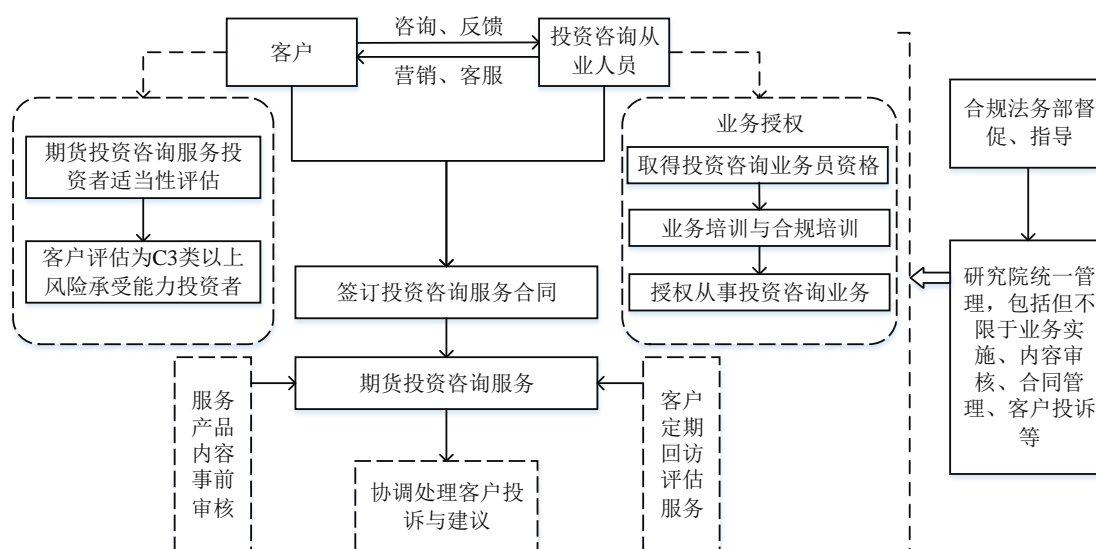 客户
咨询、反馈
营销、客服
投资咨询从
业人员
期货投资咨询服务投
资者适当性评估
客户评估为C3类以上
风险承受能力投资者
业务授权
取得投资咨询业务员资格
业务培训与合规培训
授权从事投资咨询业务
合规法务部督
促、指导
研究院统一管
理，包括但不
限于业务实
施、内容审
核、合同管
理、客户投诉
等
签订投资咨询服务合同
期货投资咨询服务
服务
产品
内容
事前
审核
客户
定期
回访
评估
服务
协调处理客户投
诉与建议